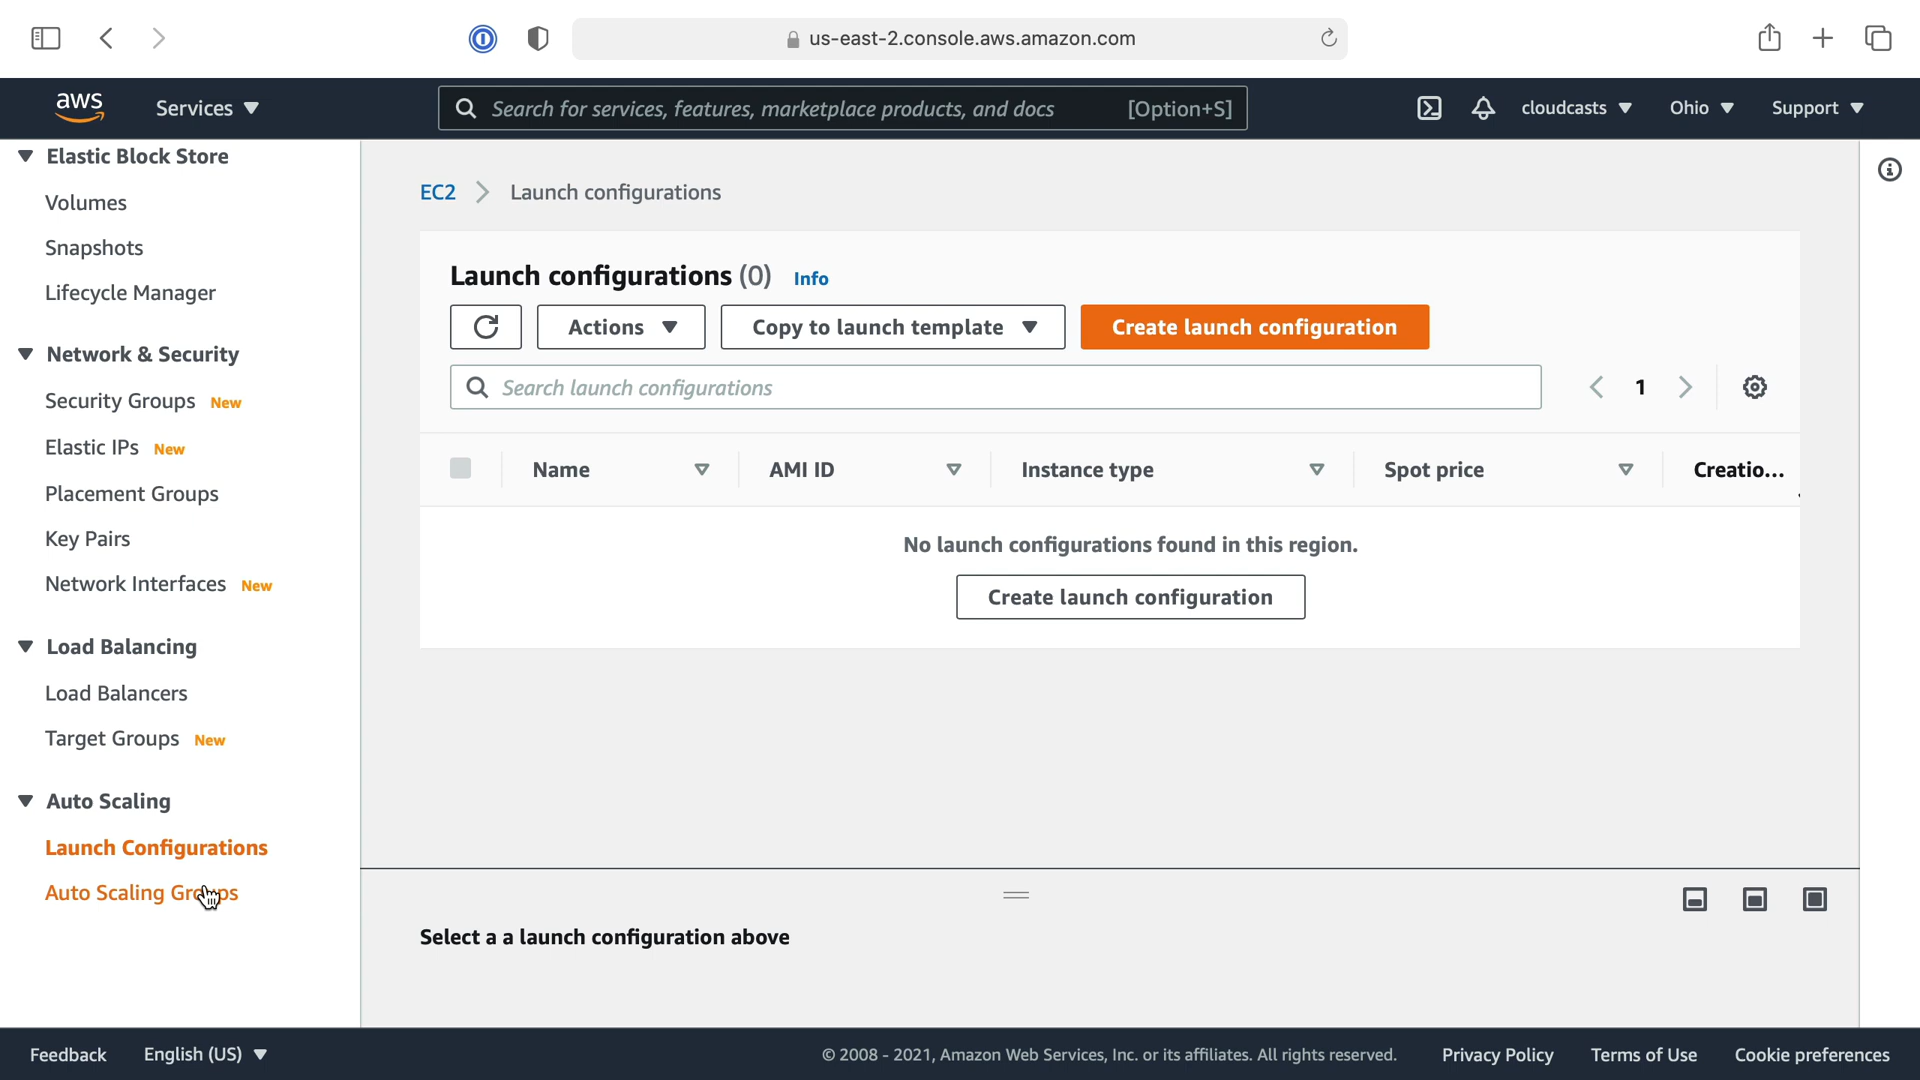 us-east-2.console.aws.amazon.com
aws Services Search for services, features, marketplace products, and docs [Option+S] cloudcasts Ohio Support
Elastic Block Store
Volumes
Snapshots
Lifecycle Manager
Network & Security
Security Groups New
Elastic IPs New
Placement Groups
Key Pairs
Network Interfaces New
Load Balancing
Load Balancers
Target Groups New
Auto Scaling
Launch Configurations
Auto Scaling Groups
EC2 Launch configurations
Launch configurations (0) Info
Actions Copy to launch template Create launch configuration
Search launch configurations 1
Name AMI ID Instance type Spot price Creatio...
No launch configurations found in this region.
Create launch configuration
Select a a launch configuration above
Feedback English (US) © 2008 - 2021, Amazon Web Services, Inc. or its affiliates. All rights reserved. Privacy Policy Terms of Use Cookie preferences